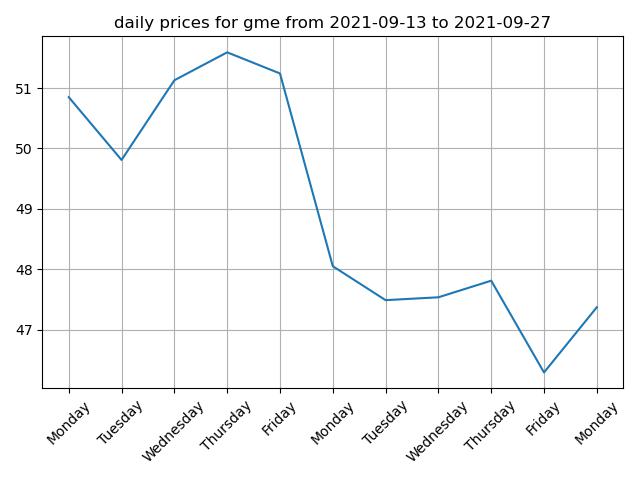 daily prices for gme from 2021-09-13 to 2021-09-27
51
50
49
48
47
Monday
Tuesday
Wednesday
Thursday
Friday
Monday
Tuesday
Wednesday
Thursday
Friday
Monday